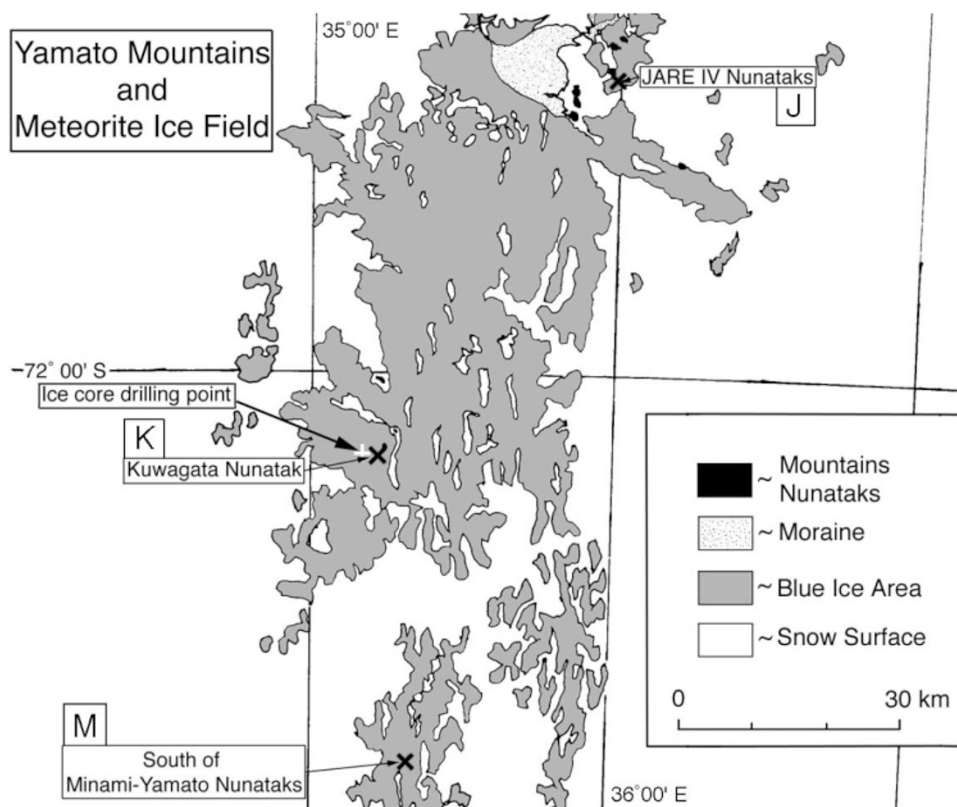 Yamato Mountains
and
Meteorite Ice Field
35°00' E
JARE IV Nunataks
J
72° 00' S
Ice core drilling point
K
Kuwagata Nunatak
~ Mountains
Nunataks
~ Moraine
~ Blue Ice Area
~ Snow Surface
0 30 km
M
South of
Minami-Yamato Nunataks
36°00' E